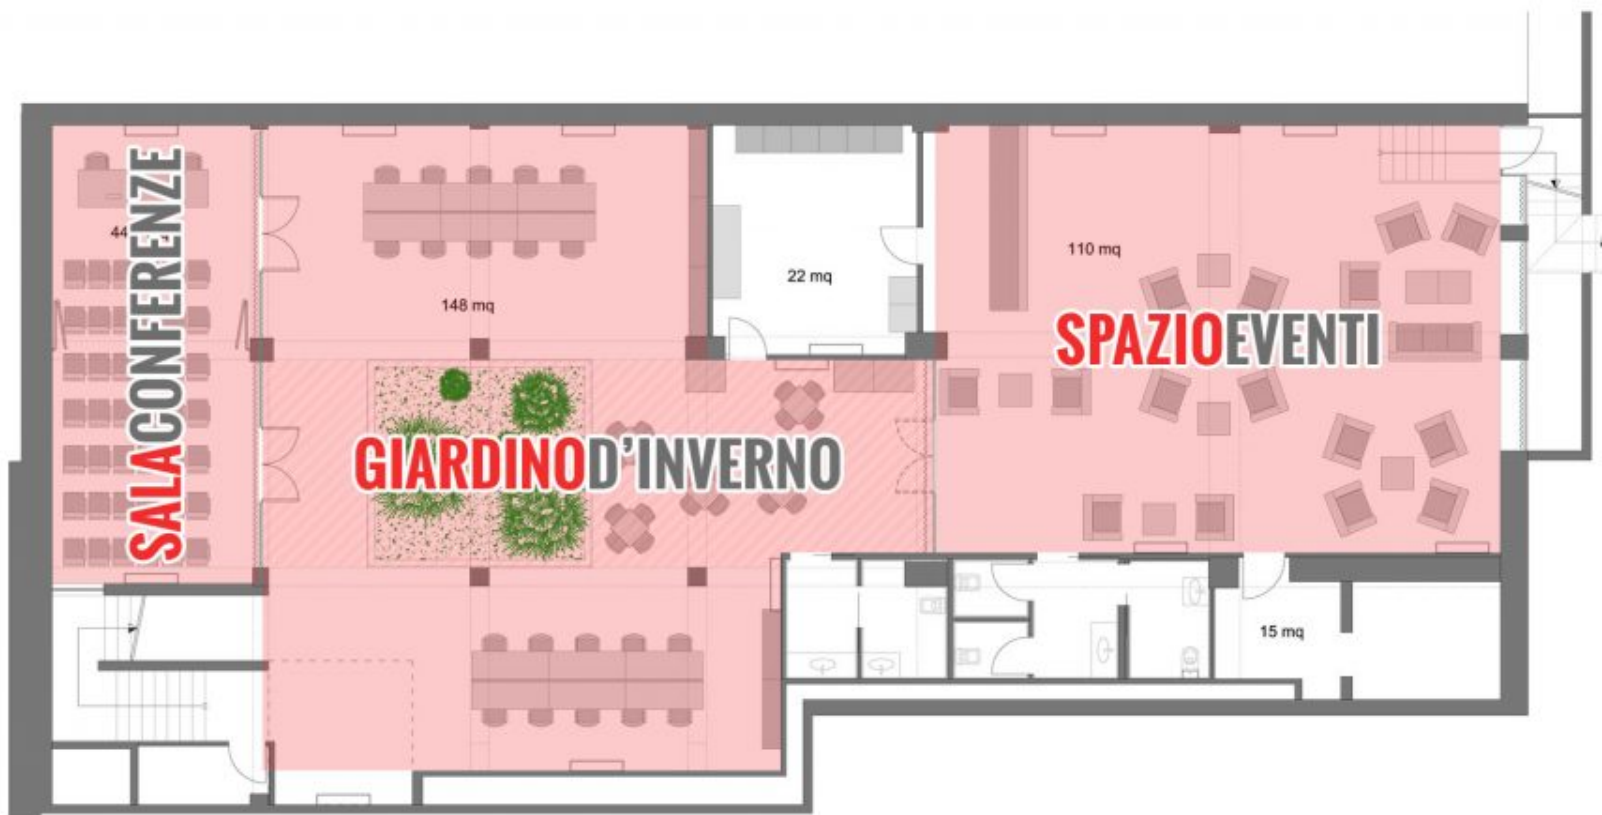 SALACONFERENZE
44
148 mq
22 mq
110 mq
SPAZIOEVENTI
GIARDINOD'INVERNO
15 mq